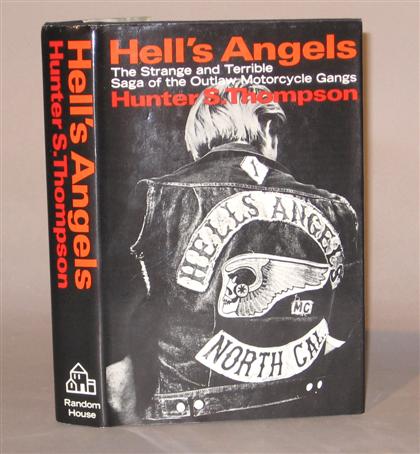 Hell's Angels
Hunter S. Thompson
Random
House
Hell's Angels
The Strange and Terrible
Saga of the Outlaw Motorcycle Gangs
Hunter S. Thompson
1
HELLS ANGELS
MC
NORTH CAL.